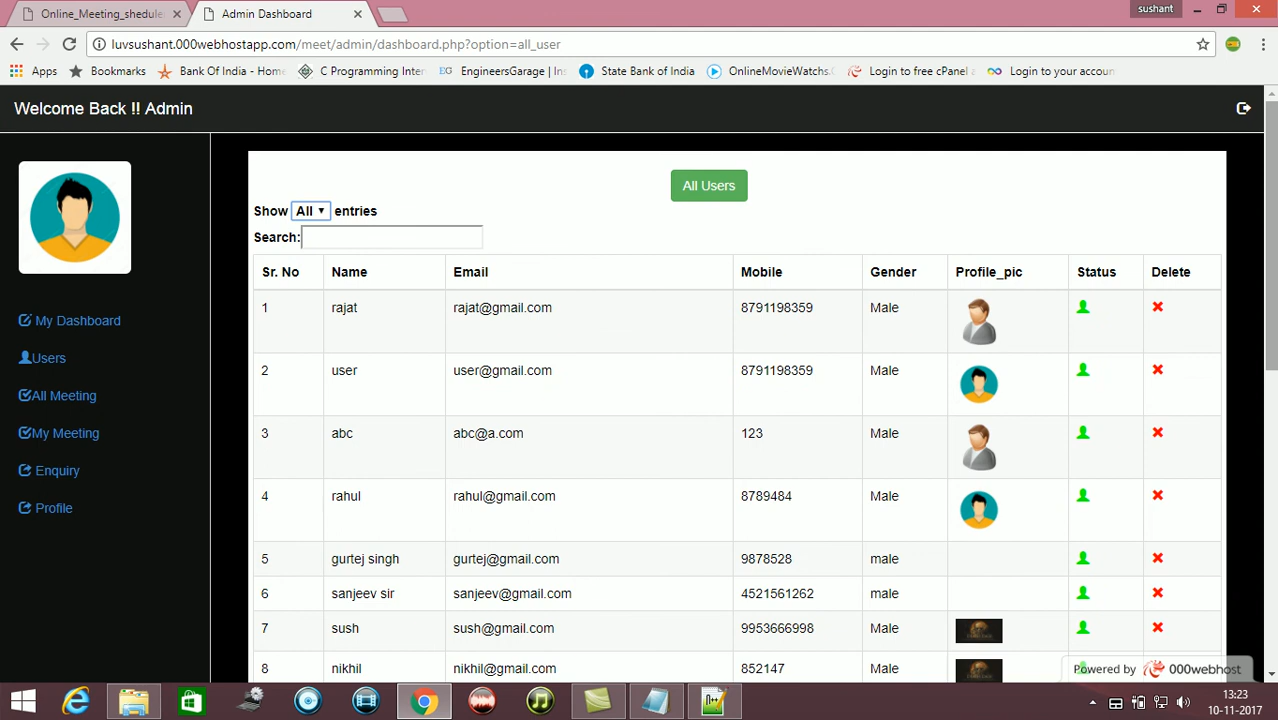 Online_Meeting_shedule
Admin Dashboard
sushant
luvsushant.000webhostapp.com/meet/admin/dashboard.php?option=all_user
Apps Bookmarks Bank Of India - Home C Programming Inter EG EngineersGarage | Ins State Bank of India OnlineMovieWatchs. Login to free cPanel Login to your accoun
Welcome Back !! Admin
My Dashboard
Users
All Meeting
My Meeting
Enquiry
Profile
All Users
Show All entries
Search:
Sr. No Name Email Mobile Gender Profile_pic Status Delete
1 rajat rajat@gmail.com 8791198359 Male
2 user user@gmail.com 8791198359 Male
3 abc abc@a.com 123 Male
4 rahul rahul@gmail.com 8789484 Male
5 gurtej singh gurtej@gmail.com 9878528 male
6 sanjeev sir sanjeev@gmail.com 4521561262 male
7 sush sush@gmail.com 9953666998 Male
8 nikhil nikhil@gmail.com 852147 Male
Powered by 000webhost
13:23
10-11-2017